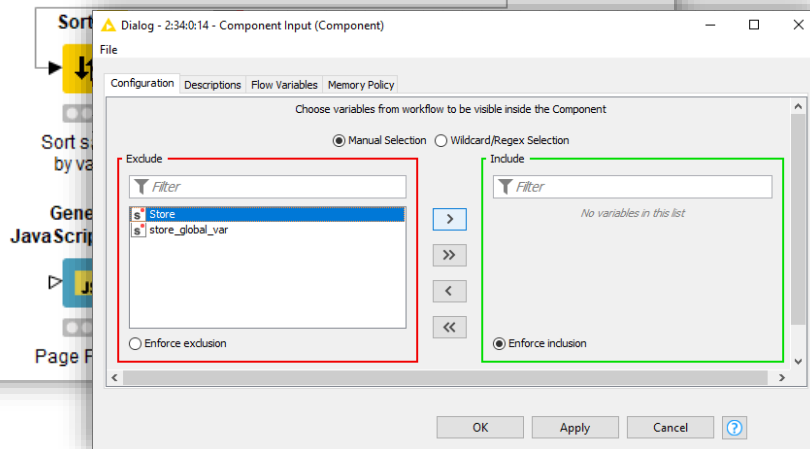 Sort
Dialog - 2:34:0:14 - Component Input (Component)
File
Configuration Descriptions Flow Variables Memory Policy
Choose variables from workflow to be visible inside the Component
Manual Selection Wildcard/Regex Selection
Exclude Include
Filter Filter
s Store
s store_global_var
No variables in this list
>
>>
<
<<
Enforce exclusion Enforce inclusion
Sort s
by va
Gene
JavaScrip
JS
Page F
OK Apply Cancel ?